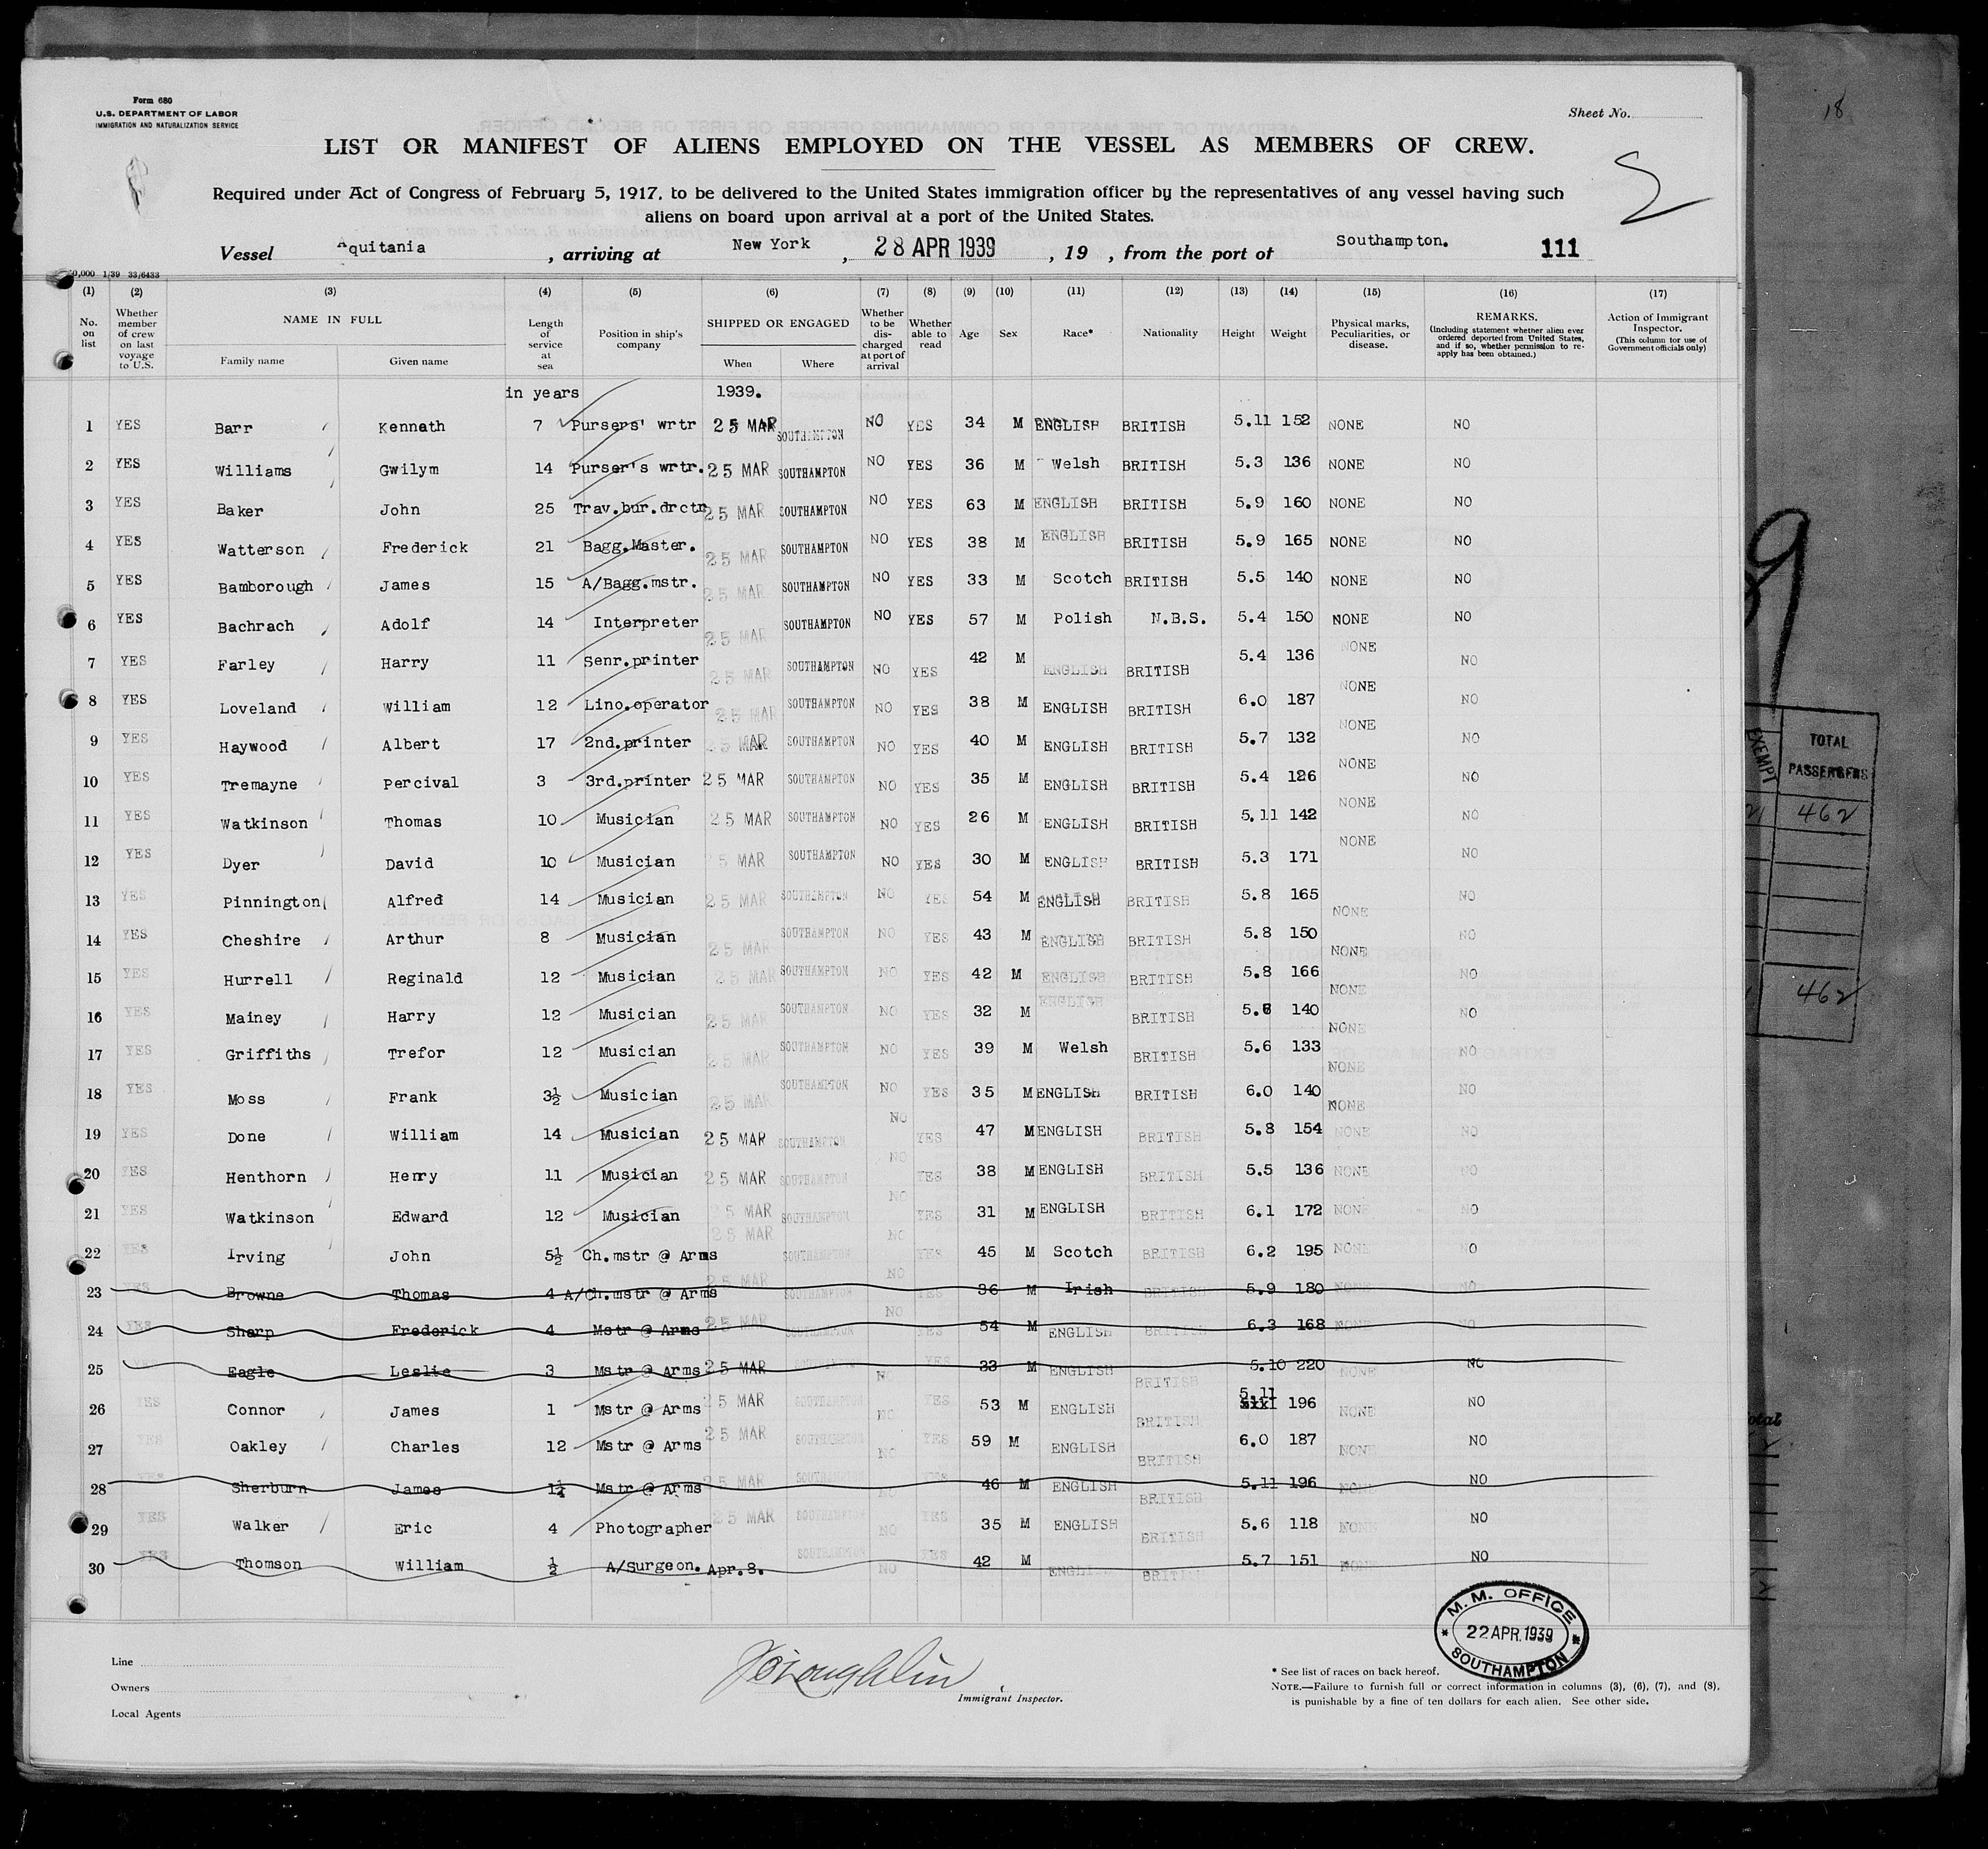 Form 680
U.S. DEPARTMENT OF LABOR
IMMIGRATION AND NATURALIZATION SERVICE
Sheet No.
18
LIST OR MANIFEST OF ALIENS EMPLOYED ON THE VESSEL AS MEMBERS OF CREW.
Required under Act of Congress of February 5, 1917, to be delivered to the United States immigration officer by the representatives of any vessel having such
aliens on board upon arrival at a port of the United States.
Vessel Aquitania , arriving at New York , 28 APR 1939 , 19 , from the port of Southampton. 111
0,000 1/39 33/6433
(1) (2) (3) (4) (5) (6) (7) (8) (9) (10) (11) (12) (13) (14) (15) (16) (17)
No. on list | Whether member of crew on last voyage to U.S. | NAME IN FULL Family name Given name | Length of service at sea | Position in ship's company | SHIPPED OR ENGAGED When Where | Whether to be discharged at port of arrival | Whether able to read | Age | Sex | Race* | Nationality | Height | Weight | Physical marks, Peculiarities, or disease. | REMARKS. (Including statement whether alien ever ordered deported from United States, and if so, whether permission to re-apply has been obtained.) | Action of Immigrant Inspector. (This column for use of Government officials only)
in years 1939.
1 YES Barr Kennath 7 Pursers' wrtr 25 MAR SOUTHAMPTON NO YES 34 M ENGLISH BRITISH 5.11 152 NONE NO
2 YES Williams Gwilym 14 Purser's wrtr. 25 MAR SOUTHAMPTON NO YES 36 M Welsh BRITISH 5.3 136 NONE NO
3 YES Baker John 25 Trav.bur.drctr 25 MAR SOUTHAMPTON NO YES 63 M ENGLISH BRITISH 5.9 160 NONE NO
4 YES Watterson Frederick 21 Bagg.Master. 25 MAR SOUTHAMPTON NO YES 38 M ENGLISH BRITISH 5.9 165 NONE NO
5 YES Bamborough James 15 A/Bagg.mstr. 25 MAR SOUTHAMPTON NO YES 33 M Scotch BRITISH 5.5 140 NONE NO
6 YES Bachrach Adolf 14 Interpreter 25 MAR SOUTHAMPTON NO YES 57 M Polish N.B.S. 5.4 150 NONE NO
7 YES Farley Harry 11 Senr.printer 25 MAR SOUTHAMPTON NO YES 42 M ENGLISH BRITISH 5.4 136 NONE NO
8 YES Loveland William 12 Lino.operator 25 MAR SOUTHAMPTON NO YES 38 M ENGLISH BRITISH 6.0 187 NONE NO
9 YES Haywood Albert 17 2nd.printer 25 MAR SOUTHAMPTON NO YES 40 M ENGLISH BRITISH 5.7 132 NONE NO
10 YES Tremayne Percival 3 3rd.printer 25 MAR SOUTHAMPTON NO YES 35 M ENGLISH BRITISH 5.4 126 NONE NO
11 YES Watkinson Thomas 10 Musician 25 MAR SOUTHAMPTON NO YES 26 M ENGLISH BRITISH 5.11 142 NONE NO
12 YES Dyer David 10 Musician 25 MAR SOUTHAMPTON NO YES 30 M ENGLISH BRITISH 5.3 171 NONE NO
13 YES Pinnington Alfred 14 Musician 25 MAR SOUTHAMPTON NO YES 54 M ENGLISH BRITISH 5.8 165 NONE NO
14 YES Cheshire Arthur 8 Musician 25 MAR SOUTHAMPTON NO YES 43 M ENGLISH BRITISH 5.8 150 NONE NO
15 YES Hurrell Reginald 12 Musician 25 MAR SOUTHAMPTON NO YES 42 M ENGLISH BRITISH 5.8 166 NONE NO
16 YES Mainey Harry 12 Musician 25 MAR SOUTHAMPTON NO YES 32 M ENGLISH BRITISH 140 NONE NO
17 YES Griffiths Trefor 12 Musician 25 MAR SOUTHAMPTON NO YES 39 M Welsh BRITISH 5.6 133 NONE NO
18 YES Moss Frank 3½ Musician 25 MAR SOUTHAMPTON NO YES 35 M ENGLISH BRITISH 6.0 140 NONE NO
19 YES Done William 14 Musician 25 MAR SOUTHAMPTON NO YES 47 M ENGLISH BRITISH 5.8 154 NONE NO
20 YES Henthorn Henry 11 Musician 25 MAR SOUTHAMPTON NO YES 38 M ENGLISH BRITISH 5.5 136 NONE NO
21 YES Watkinson Edward 12 Musician 25 MAR SOUTHAMPTON NO YES 31 M ENGLISH BRITISH 6.1 172 NONE NO
22 YES Irving John 5½ Ch.mstr @ Arms 25 MAR SOUTHAMPTON NO YES 45 M Scotch BRITISH 6.2 195 NONE NO
23 YES Browne Thomas 4 A/Ch.mstr @ Arms 25 MAR SOUTHAMPTON NO YES 36 M Irish BRITISH 5.9 180 NONE NO
24 YES Sharp Frederick 4 Mstr @ Arms 25 MAR SOUTHAMPTON NO YES 54 M ENGLISH BRITISH 6.3 168 NONE NO
25 Eagle Leslie 3 Mstr @ Arms 25 MAR SOUTHAMPTON NO YES 33 M ENGLISH BRITISH 5.10 220 NONE NO
26 YES Connor James 1 Mstr @ Arms 25 MAR SOUTHAMPTON NO YES 53 M ENGLISH BRITISH 5.11 196 NONE NO
27 YES Oakley Charles 12 Mstr @ Arms 25 MAR SOUTHAMPTON NO YES 59 M ENGLISH BRITISH 6.0 187 NONE NO
28 YES Sherburn James 1¼ Mstr @ Arms 25 MAR SOUTHAMPTON NO YES 46 M ENGLISH BRITISH 5.11 196 NONE NO
29 YES Walker Eric 4 Photographer 25 MAR SOUTHAMPTON NO YES 35 M ENGLISH BRITISH 5.6 118 NONE NO
30 YES Thomson William ½ A/Surgeon. Apr.8. SOUTHAMPTON NO YES 42 M ENGLISH BRITISH 5.7 151 NONE NO
EXEMPT
TOTAL PASSENGERS
462
462
M.M. OFFICE
22 APR. 1939
SOUTHAMPTON
Line
Owners
Local Agents
Immigrant Inspector.
* See list of races on back hereof.
NOTE.—Failure to furnish full or correct information in columns (3), (6), (7), and (8),
is punishable by a fine of ten dollars for each alien. See other side.